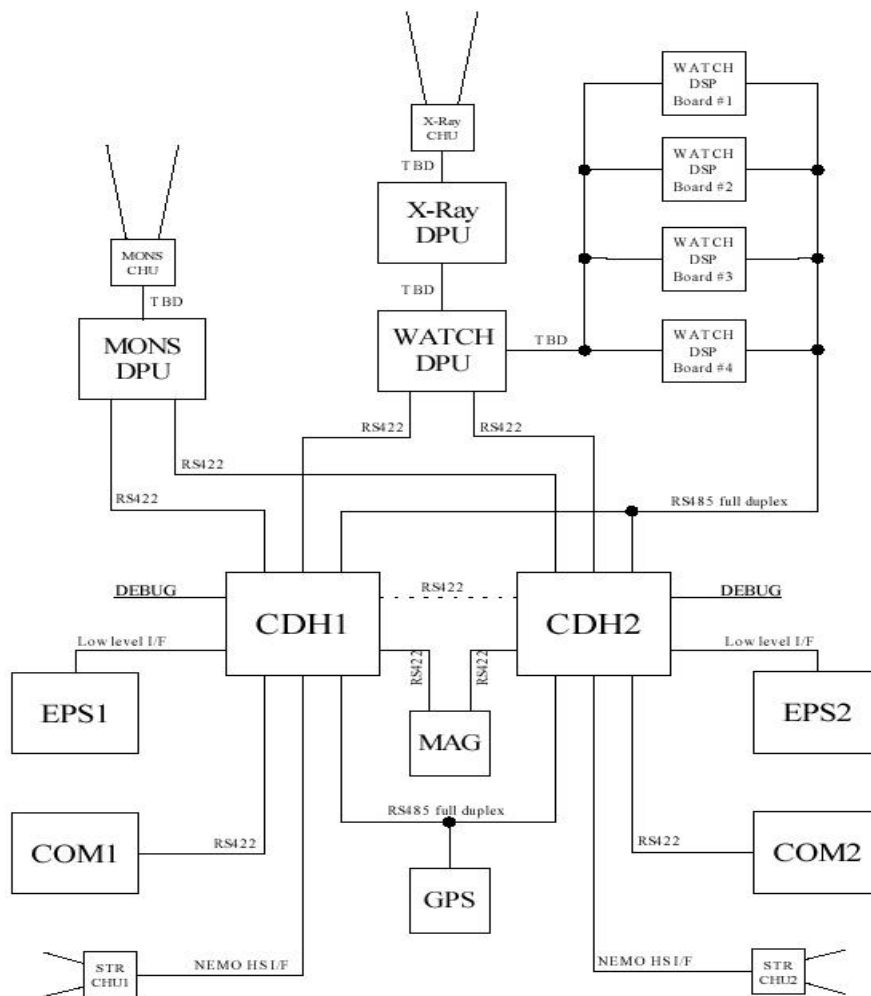 X-Ray
CHU
TBD
X-Ray
DPU
TBD
WATCH
DPU
TBD
WATCH
DSP
Board #1
WATCH
DSP
Board #2
WATCH
DSP
Board #3
WATCH
DSP
Board #4
MONS
CHU
TBD
MONS
DPU
RS422
RS422
RS422
RS422
RS485 full duplex
DEBUG
CDH1
RS422
CDH2
DEBUG
Low level I/F
EPS1
RS422
RS422
MAG
Low level I/F
EPS2
COM1
RS422
RS485 full duplex
GPS
RS422
COM2
STR
CHU1
NEMO HS I/F
NEMO HS I/F
STR
CHU2